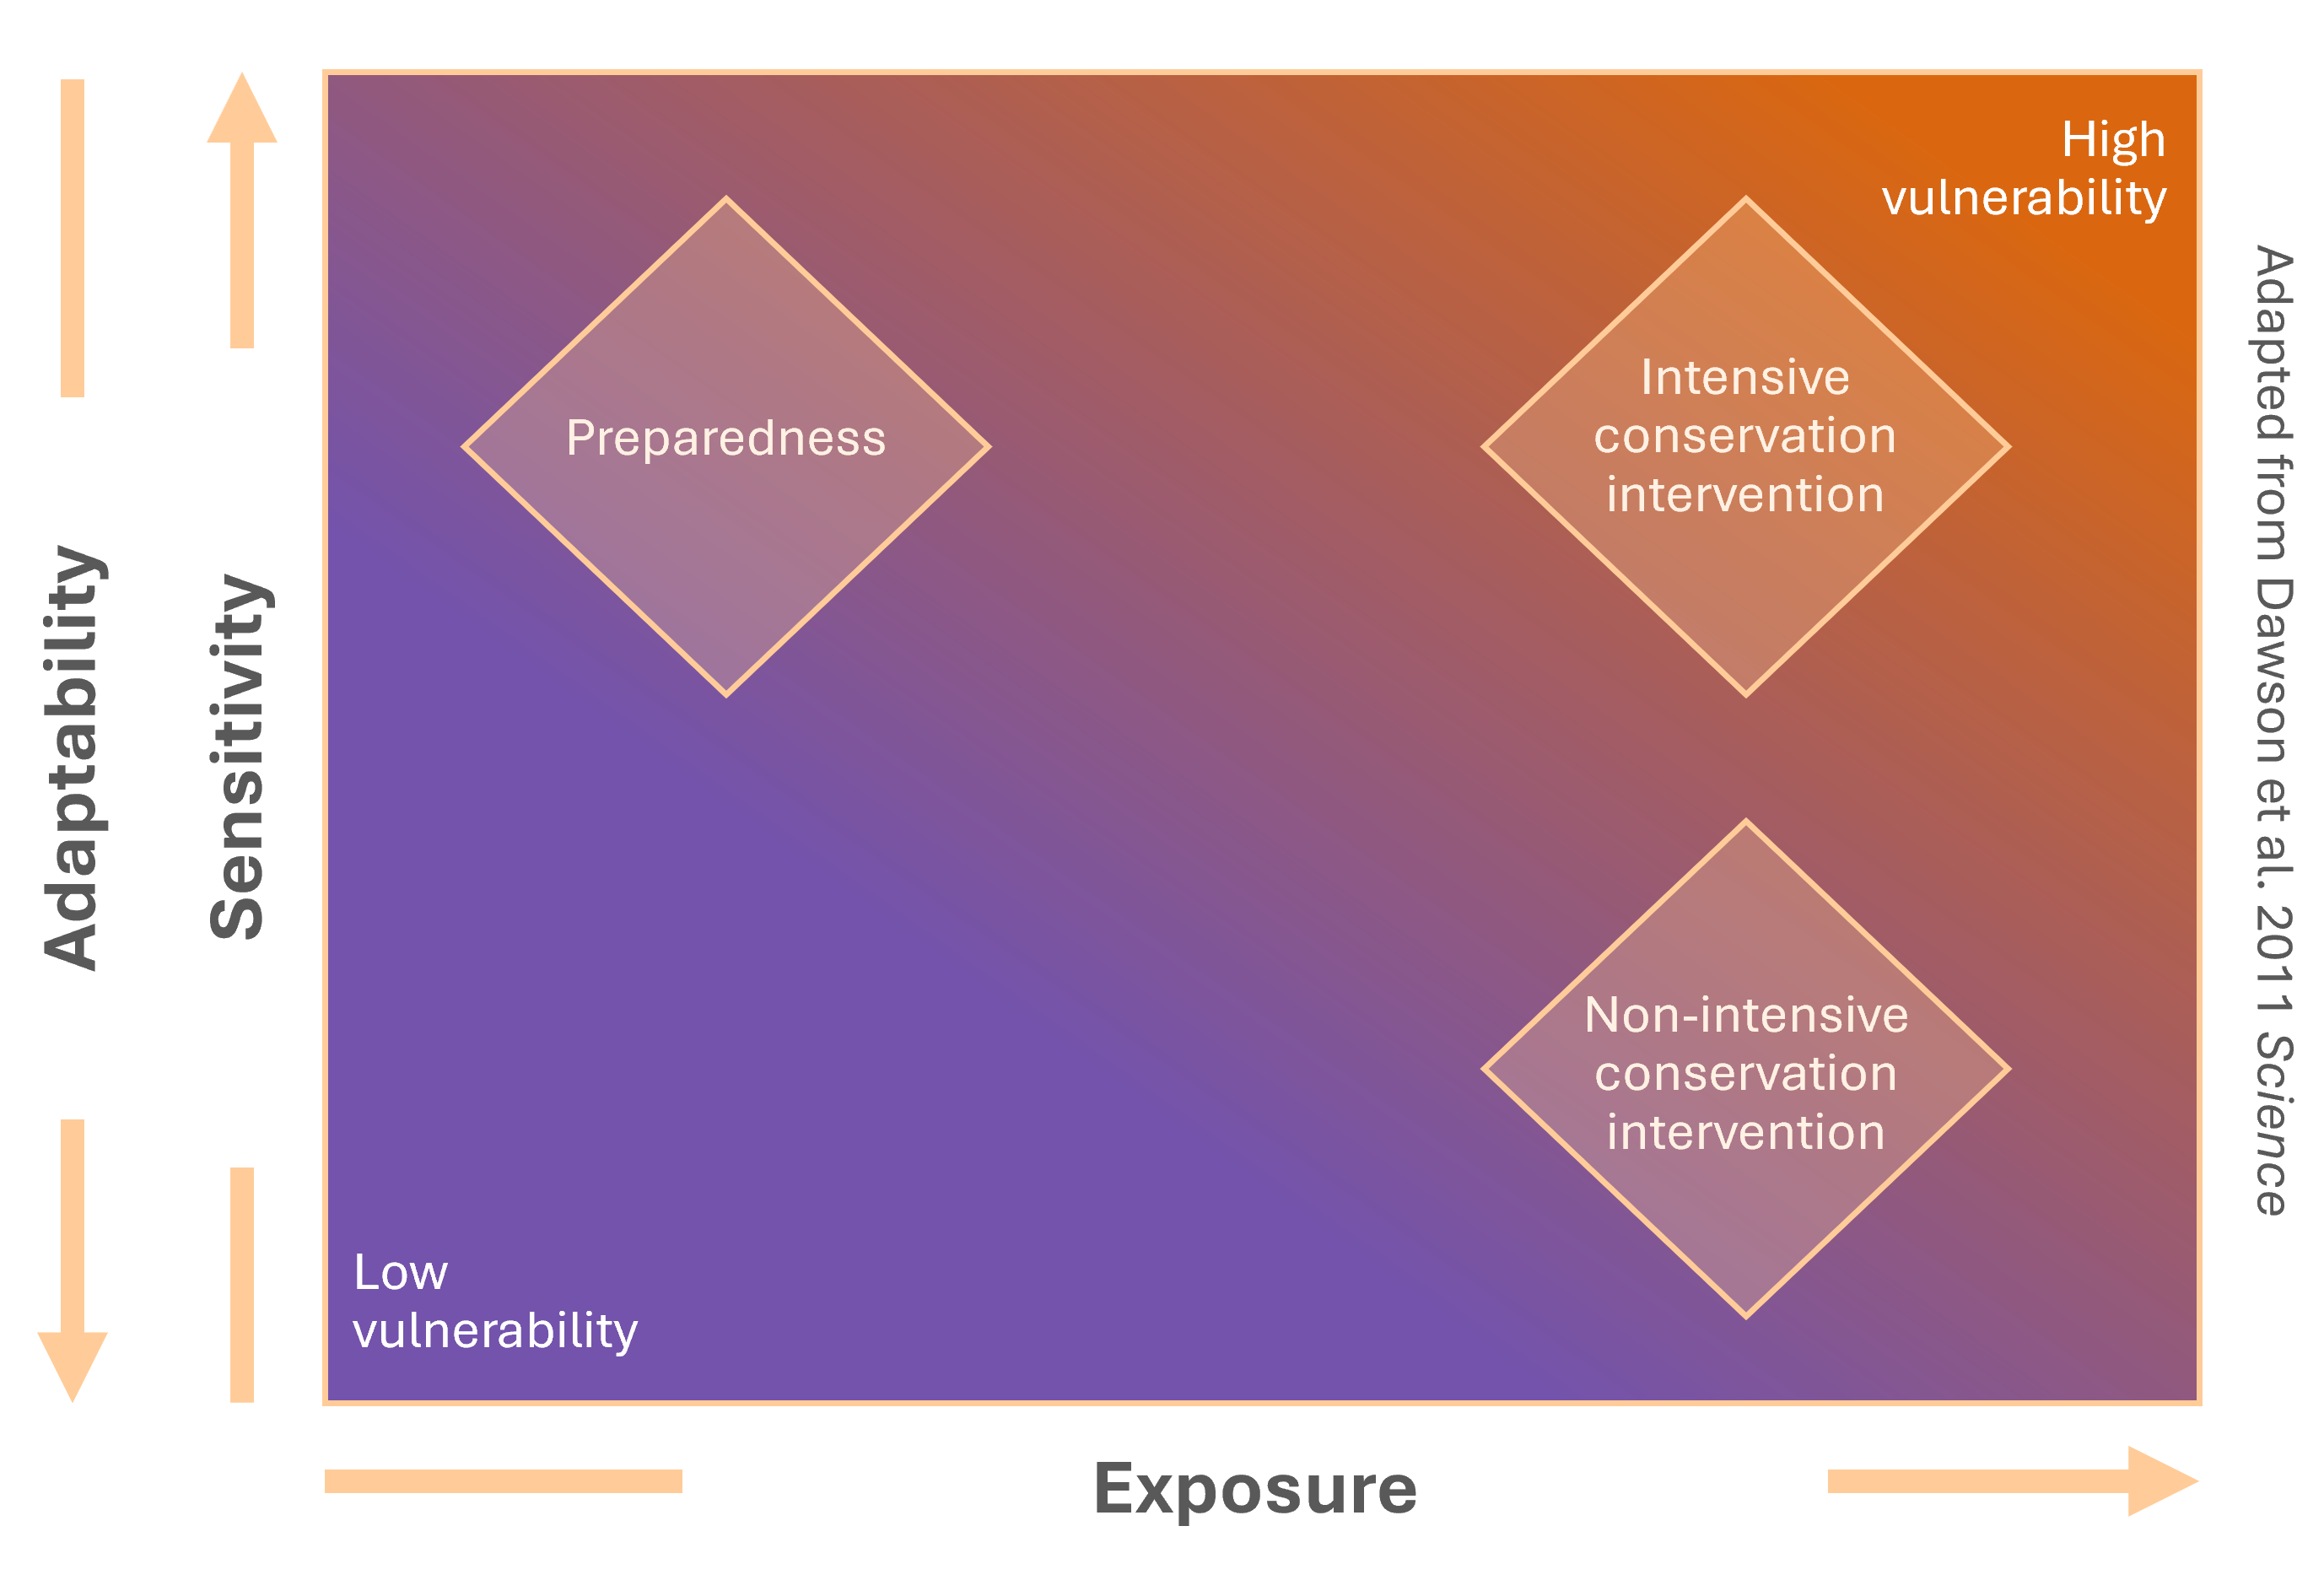 High
vulnerability
Preparedness
Intensive
conservation
intervention
Non-intensive
conservation
intervention
Low
vulnerability
Adaptability
Sensitivity
Exposure
Adapted from Dawson et al. 2011 Science